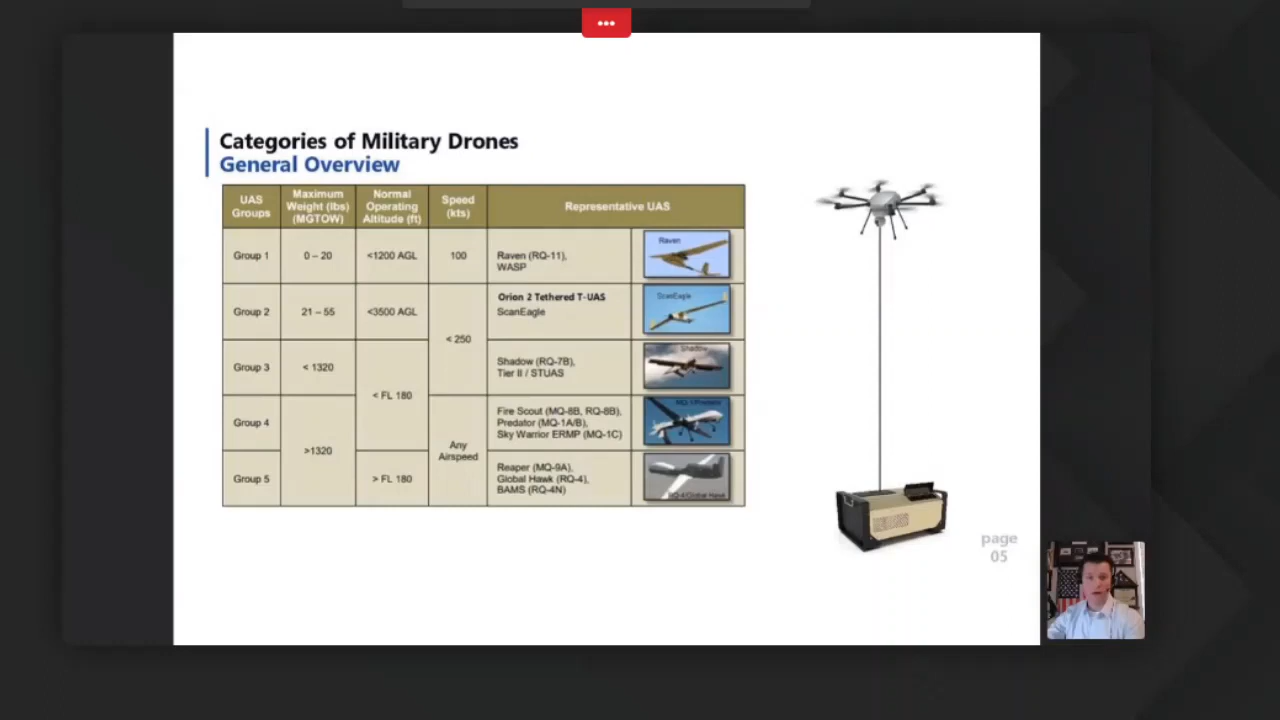 Categories of Military Drones
General Overview
UAS
Groups
Maximum
Weight (lbs)
(MGTOW)
Normal
Operating
Altitude (ft)
Speed
(kts)
Representative UAS
Group 1
0 – 20
<1200 AGL
100
Raven (RQ-11),
WASP
Raven
Group 2
21 – 55
<3500 AGL
< 250
Orion 2 Tethered T-UAS
ScanEagle
ScanEagle
Group 3
< 1320
< FL 180
Shadow (RQ-7B),
Tier II / STUAS
Shadow
Group 4
>1320
Any
Airspeed
Fire Scout (MQ-8B, RQ-8B),
Predator (MQ-1A/B),
Sky Warrior ERMP (MQ-1C)
MQ-1/Predator
Group 5
> FL 180
Reaper (MQ-9A),
Global Hawk (RQ-4),
BAMS (RQ-4N)
RQ-4/Global Hawk
page
05